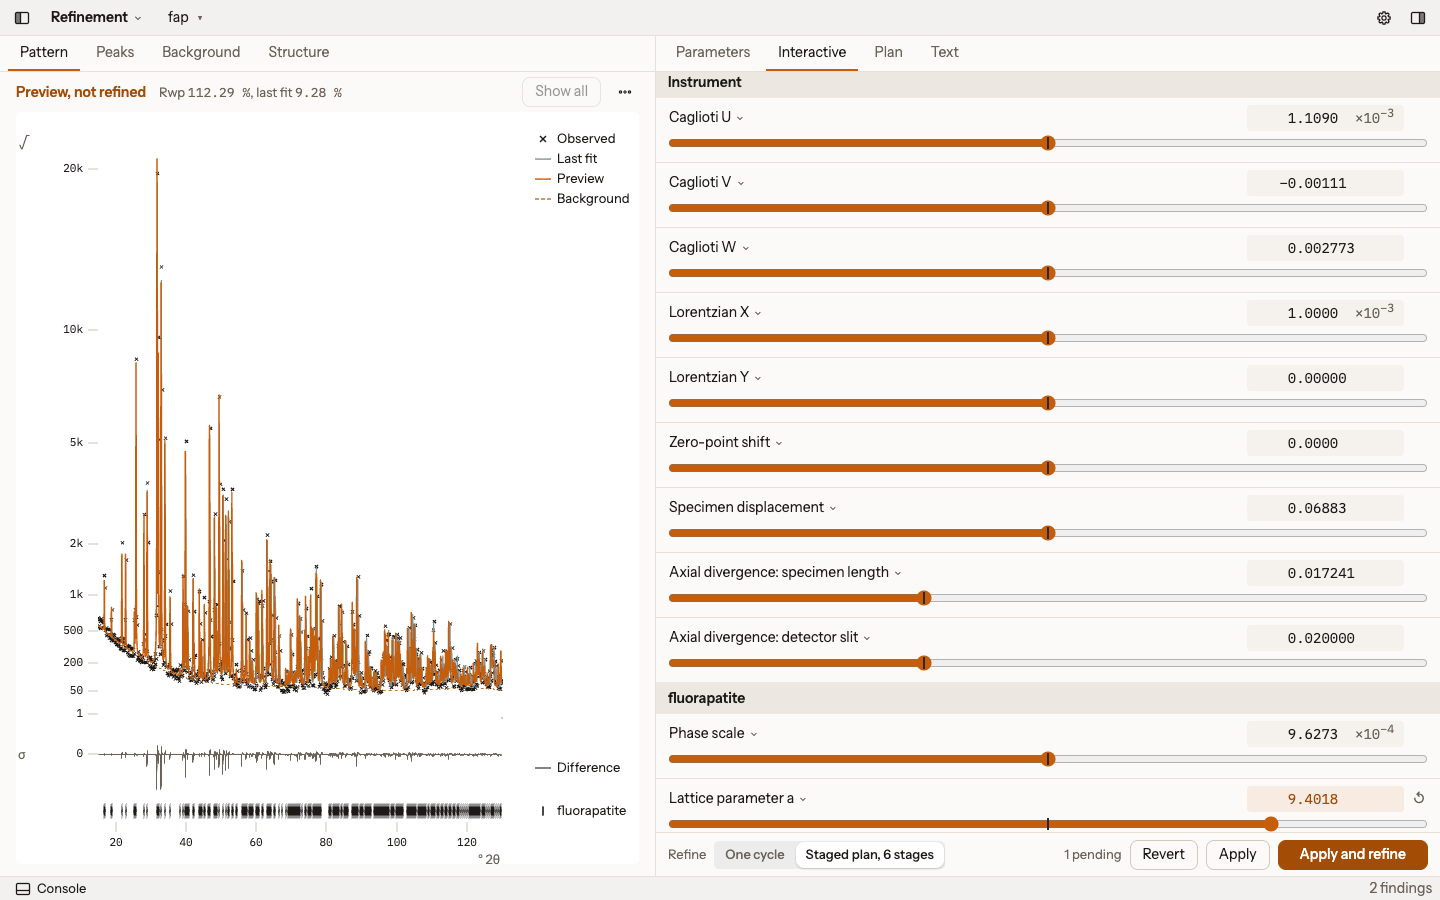 Refinement
fap
Pattern
Peaks
Background
Structure
Parameters
Interactive
Plan
Text
Preview, not refined
Rwp 112.29 %, last fit 9.28 %
Show all
√
20k
10k
5k
2k
1k
500
200
50
1
σ
0
Observed
Last fit
Preview
Background
Difference
fluorapatite
20
40
60
80
100
120
° 2θ
Instrument
Caglioti U
1.1090 ×10⁻³
Caglioti V
−0.00111
Caglioti W
0.002773
Lorentzian X
1.0000 ×10⁻³
Lorentzian Y
0.00000
Zero-point shift
0.0000
Specimen displacement
0.06883
Axial divergence: specimen length
0.017241
Axial divergence: detector slit
0.020000
fluorapatite
Phase scale
9.6273 ×10⁻⁴
Lattice parameter a
9.4018
Refine
One cycle
Staged plan, 6 stages
1 pending
Revert
Apply
Apply and refine
Console
2 findings